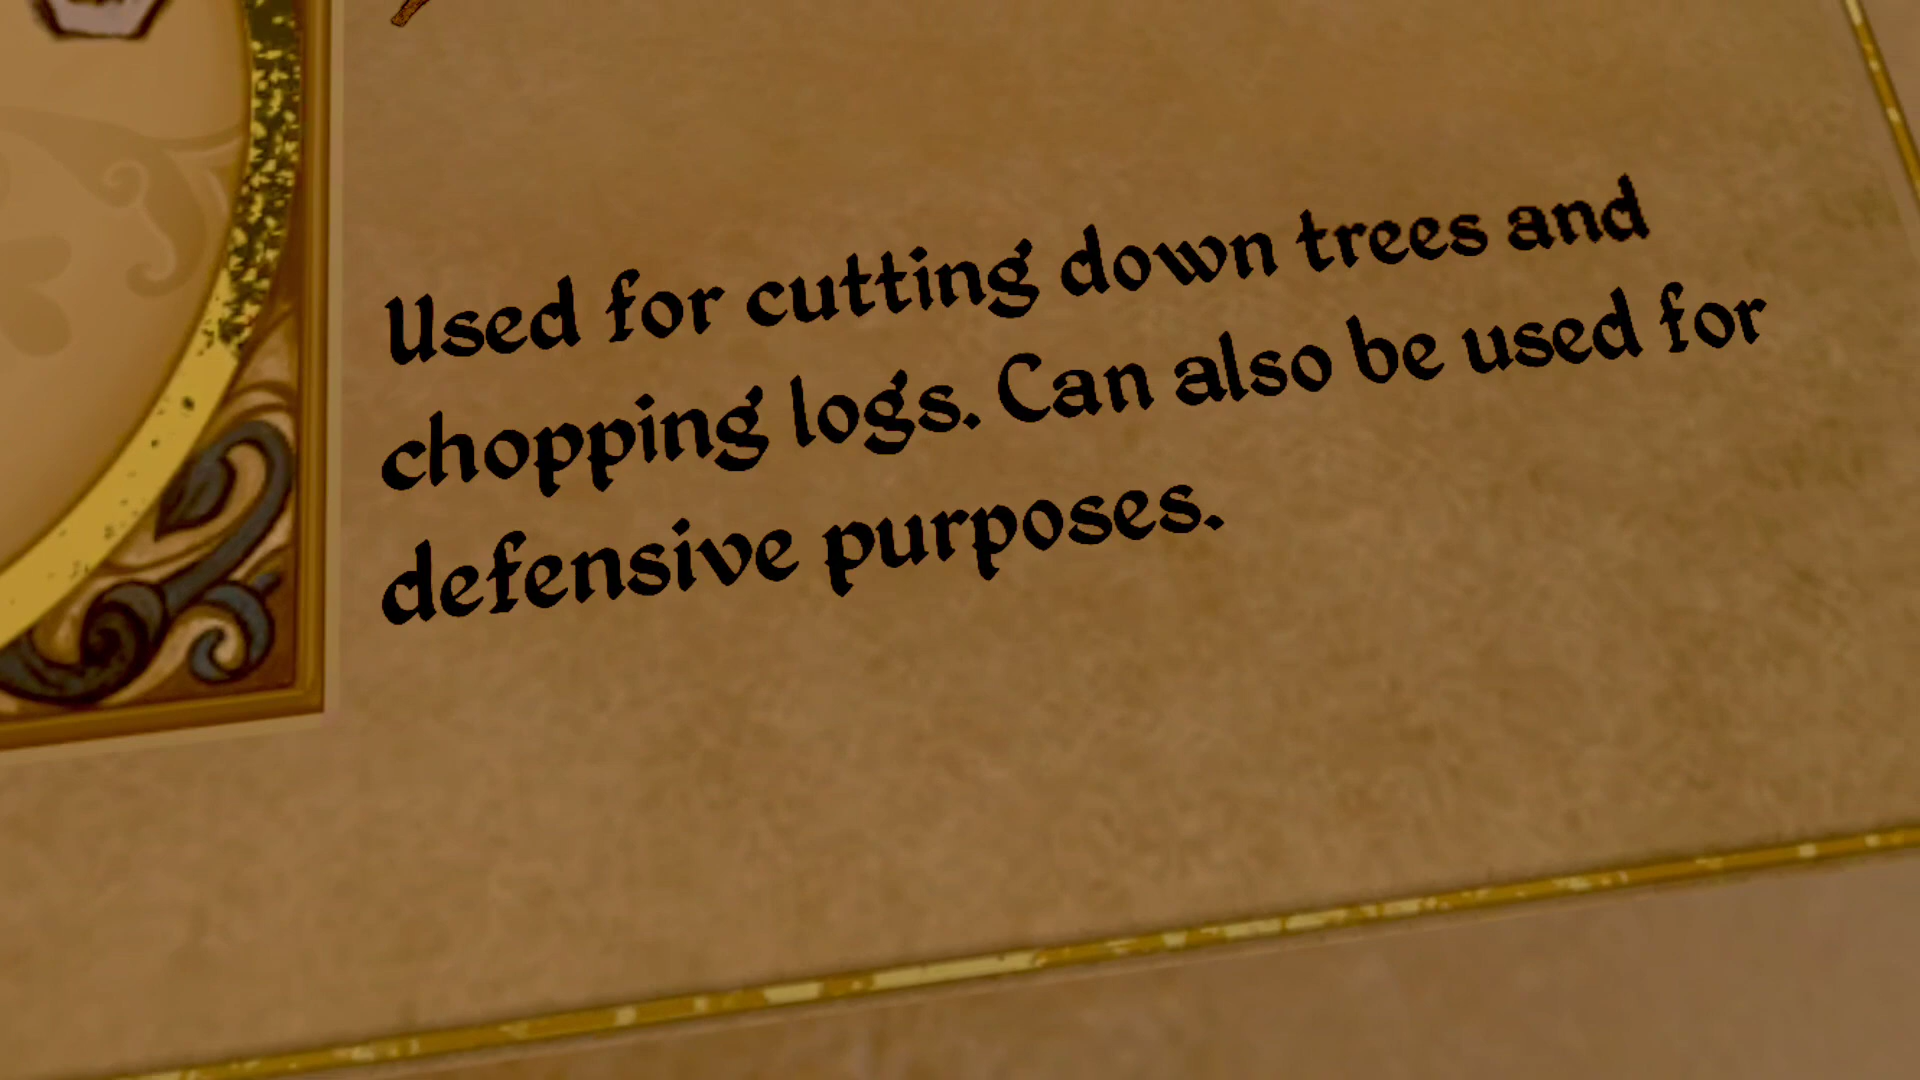 Used for cutting down trees and
chopping logs. Can also be used for
defensive purposes.